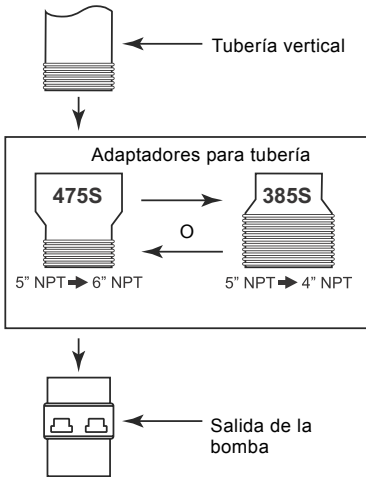 Tubería vertical
Adaptadores para tubería
475S
385S
O
5” NPT 6” NPT
5” NPT 4” NPT
Salida de la
bomba